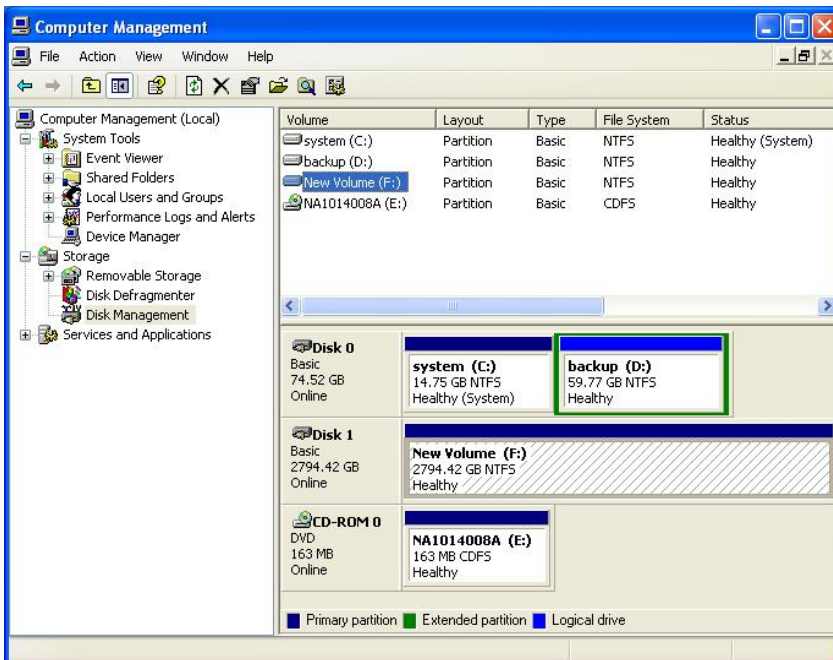 Computer Management
File Action View Window Help
Computer Management (Local)
System Tools
Event Viewer
Shared Folders
Local Users and Groups
Performance Logs and Alerts
Device Manager
Storage
Removable Storage
Disk Defragmenter
Disk Management
Services and Applications
Volume Layout Type File System Status
system (C:) Partition Basic NTFS Healthy (System)
backup (D:) Partition Basic NTFS Healthy
New Volume (F:) Partition Basic NTFS Healthy
NA1014008A (E:) Partition Basic CDFS Healthy
Disk 0
Basic
74.52 GB
Online
system (C:)
14.75 GB NTFS
Healthy (System)
backup (D:)
59.77 GB NTFS
Healthy
Disk 1
Basic
2794.42 GB
Online
New Volume (F:)
2794.42 GB NTFS
Healthy
CD-ROM 0
DVD
163 MB
Online
NA1014008A (E:)
163 MB CDFS
Healthy
Primary partition Extended partition Logical drive